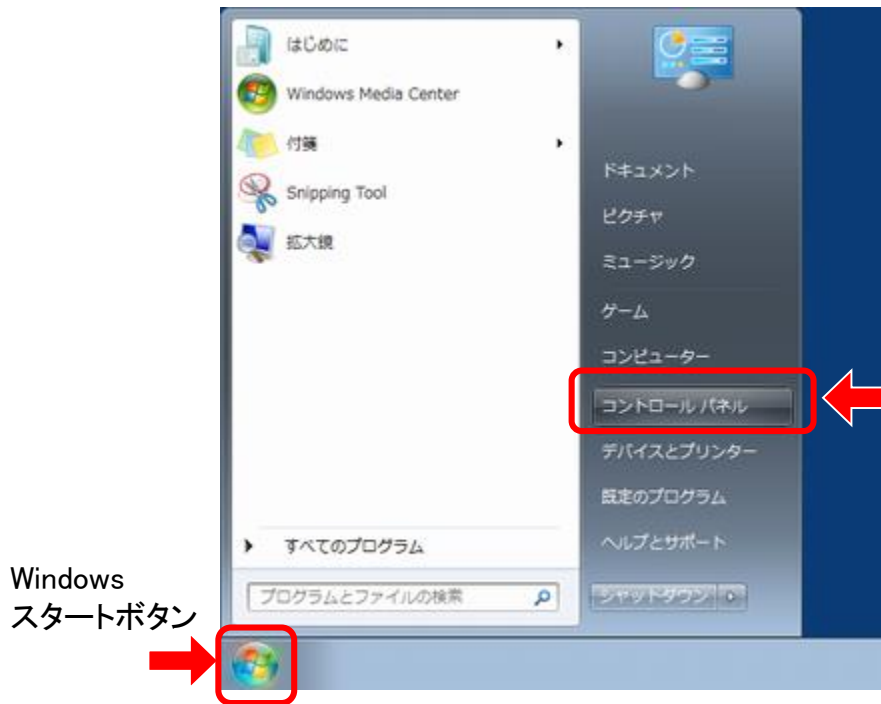 はじめに
Windows Media Center
付箋
Snipping Tool
拡大鏡
すべてのプログラム
プログラムとファイルの検索
ドキュメント
ピクチャ
ミュージック
ゲーム
コンピューター
コントロール パネル
デバイスとプリンター
既定のプログラム
ヘルプとサポート
シャットダウン
Windows
スタートボタン